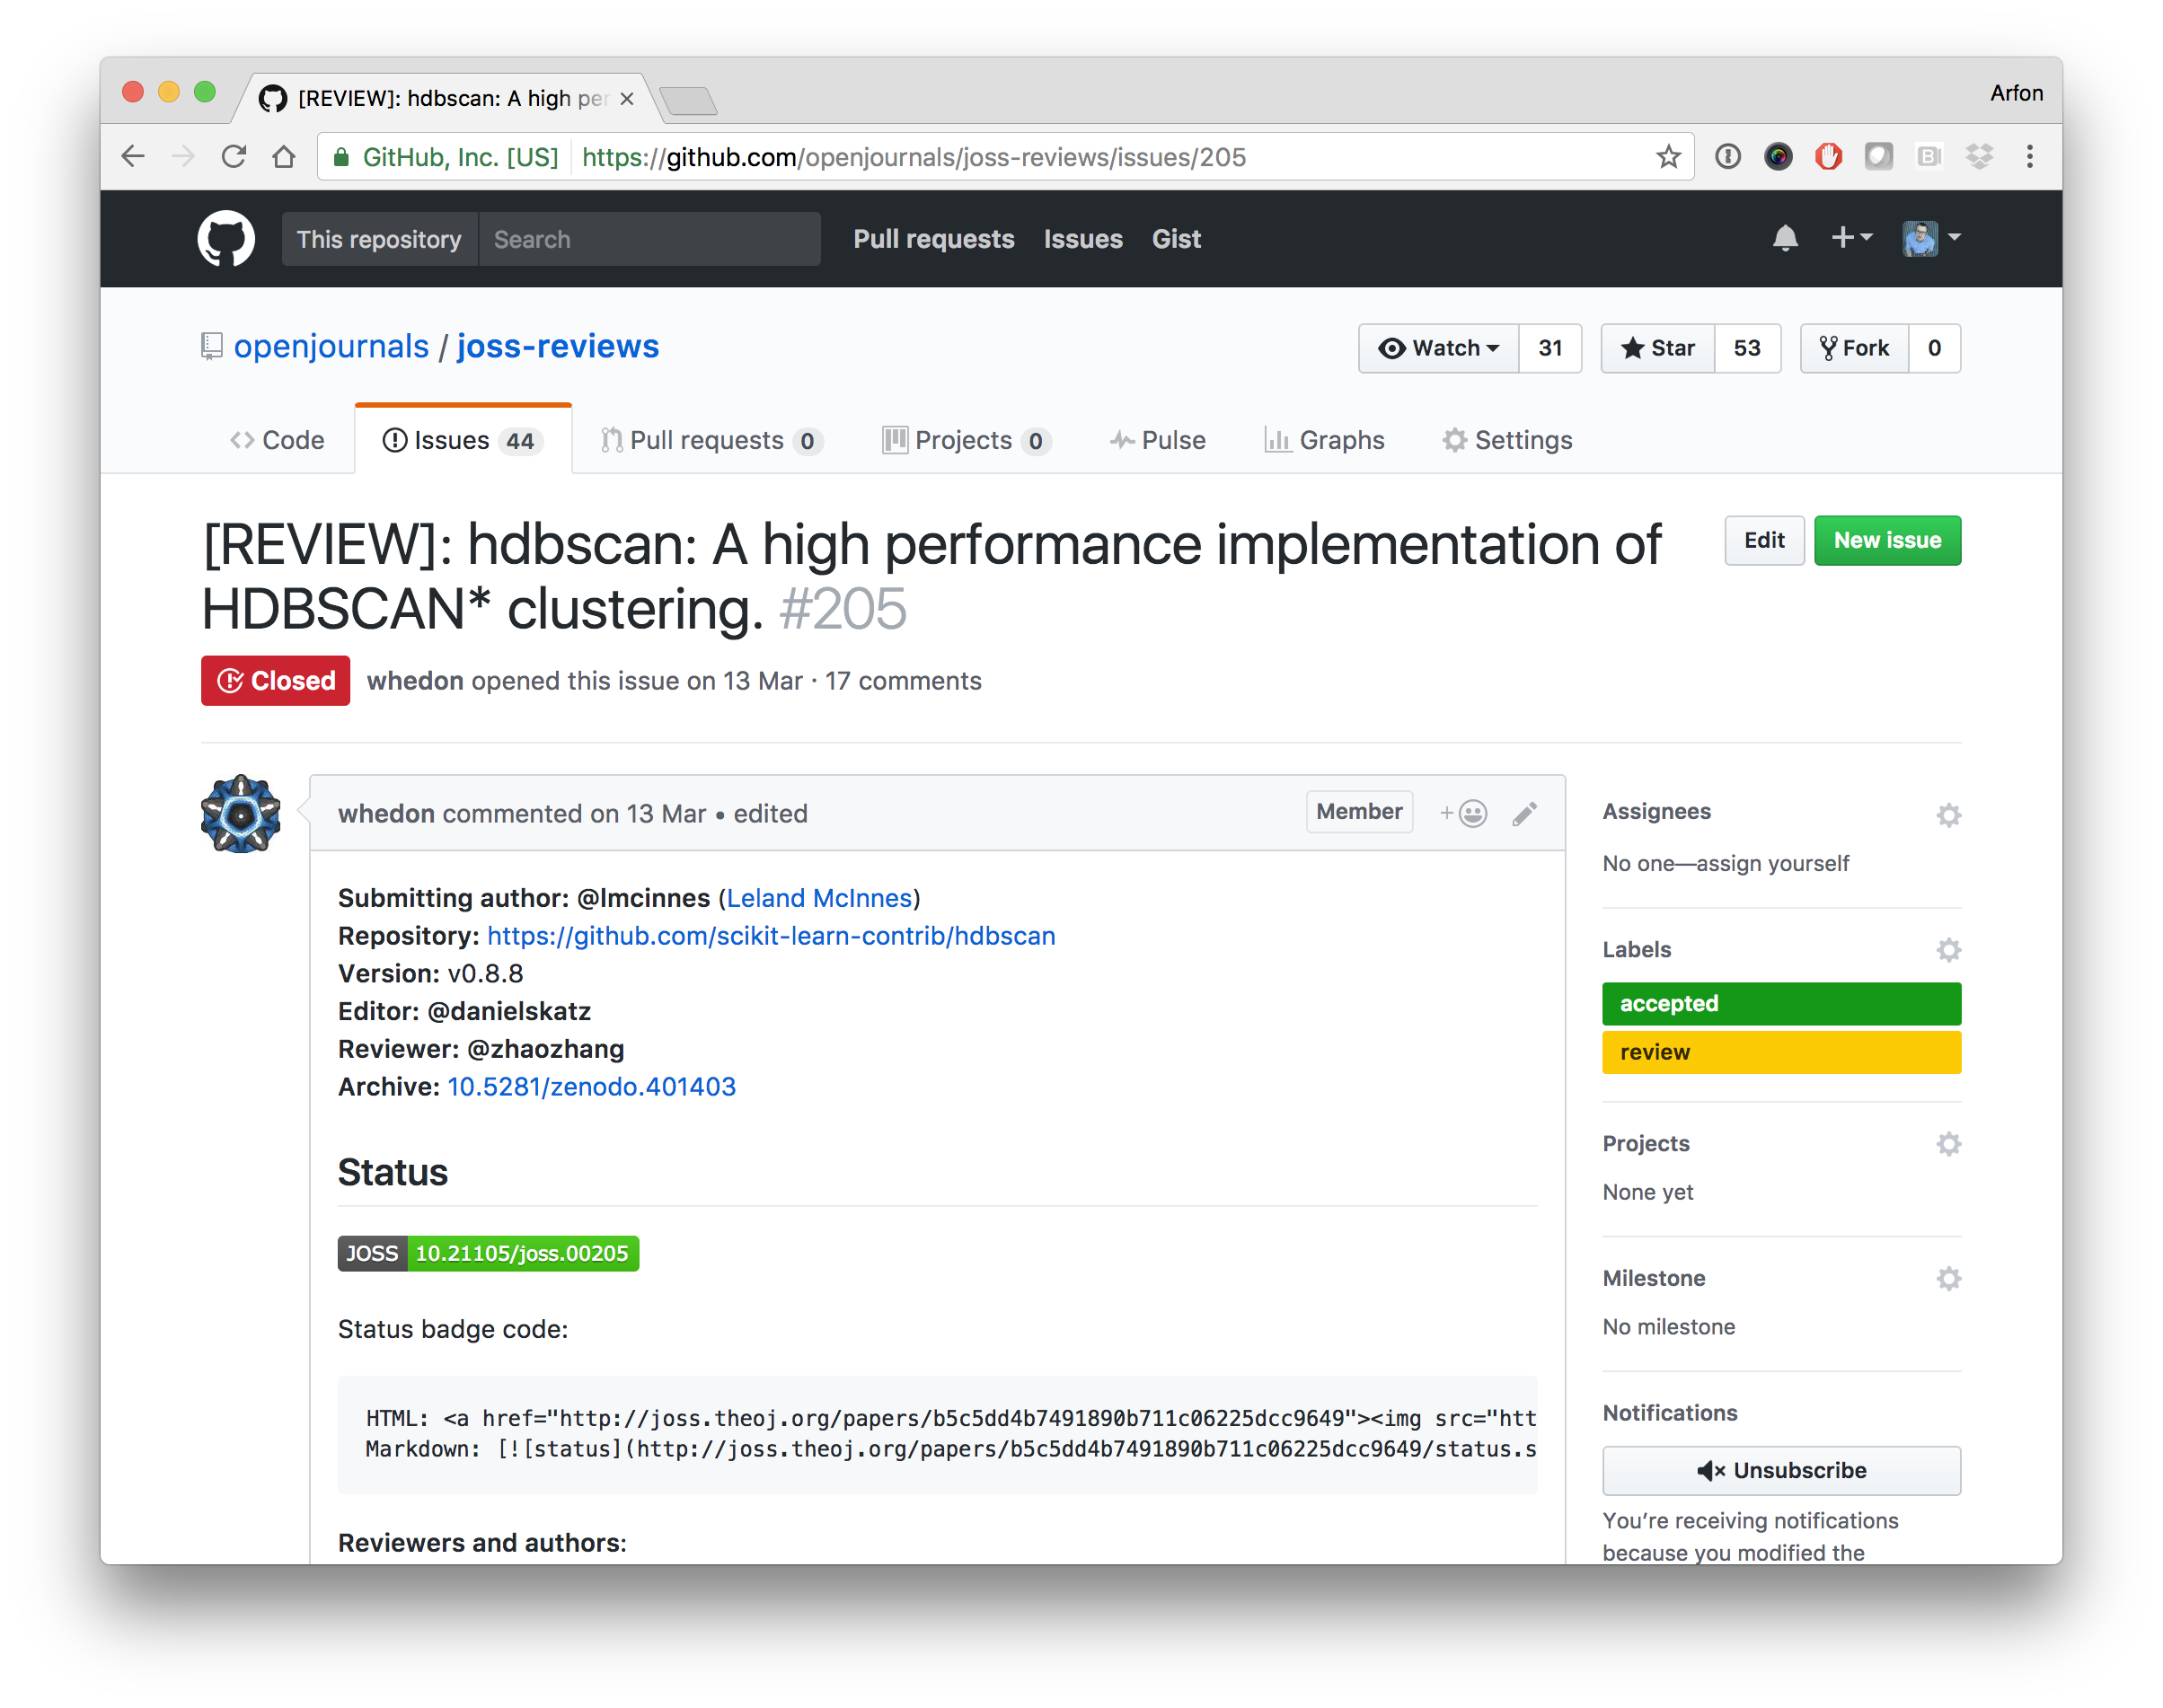 [REVIEW]: hdbscan: A high per
Arfon
GitHub, Inc. [US] https://github.com/openjournals/joss-reviews/issues/205
This repository Search Pull requests Issues Gist
openjournals / joss-reviews
Watch 31 Star 53 Fork 0
Code Issues 44 Pull requests 0 Projects 0 Pulse Graphs Settings
[REVIEW]: hdbscan: A high performance implementation of
HDBSCAN* clustering. #205
Edit New issue
Closed whedon opened this issue on 13 Mar · 17 comments
whedon commented on 13 Mar • edited Member
Submitting author: @lmcinnes (Leland McInnes)
Repository: https://github.com/scikit-learn-contrib/hdbscan
Version: v0.8.8
Editor: @danielskatz
Reviewer: @zhaozhang
Archive: 10.5281/zenodo.401403
Status
JOSS 10.21105/joss.00205
Status badge code:
HTML: <a href="http://joss.theoj.org/papers/b5c5dd4b7491890b711c06225dcc9649"><img src="htt
Markdown: [![status](http://joss.theoj.org/papers/b5c5dd4b7491890b711c06225dcc9649/status.s
Reviewers and authors:
Assignees
No one—assign yourself
Labels
accepted
review
Projects
None yet
Milestone
No milestone
Notifications
Unsubscribe
You’re receiving notifications
because you modified the